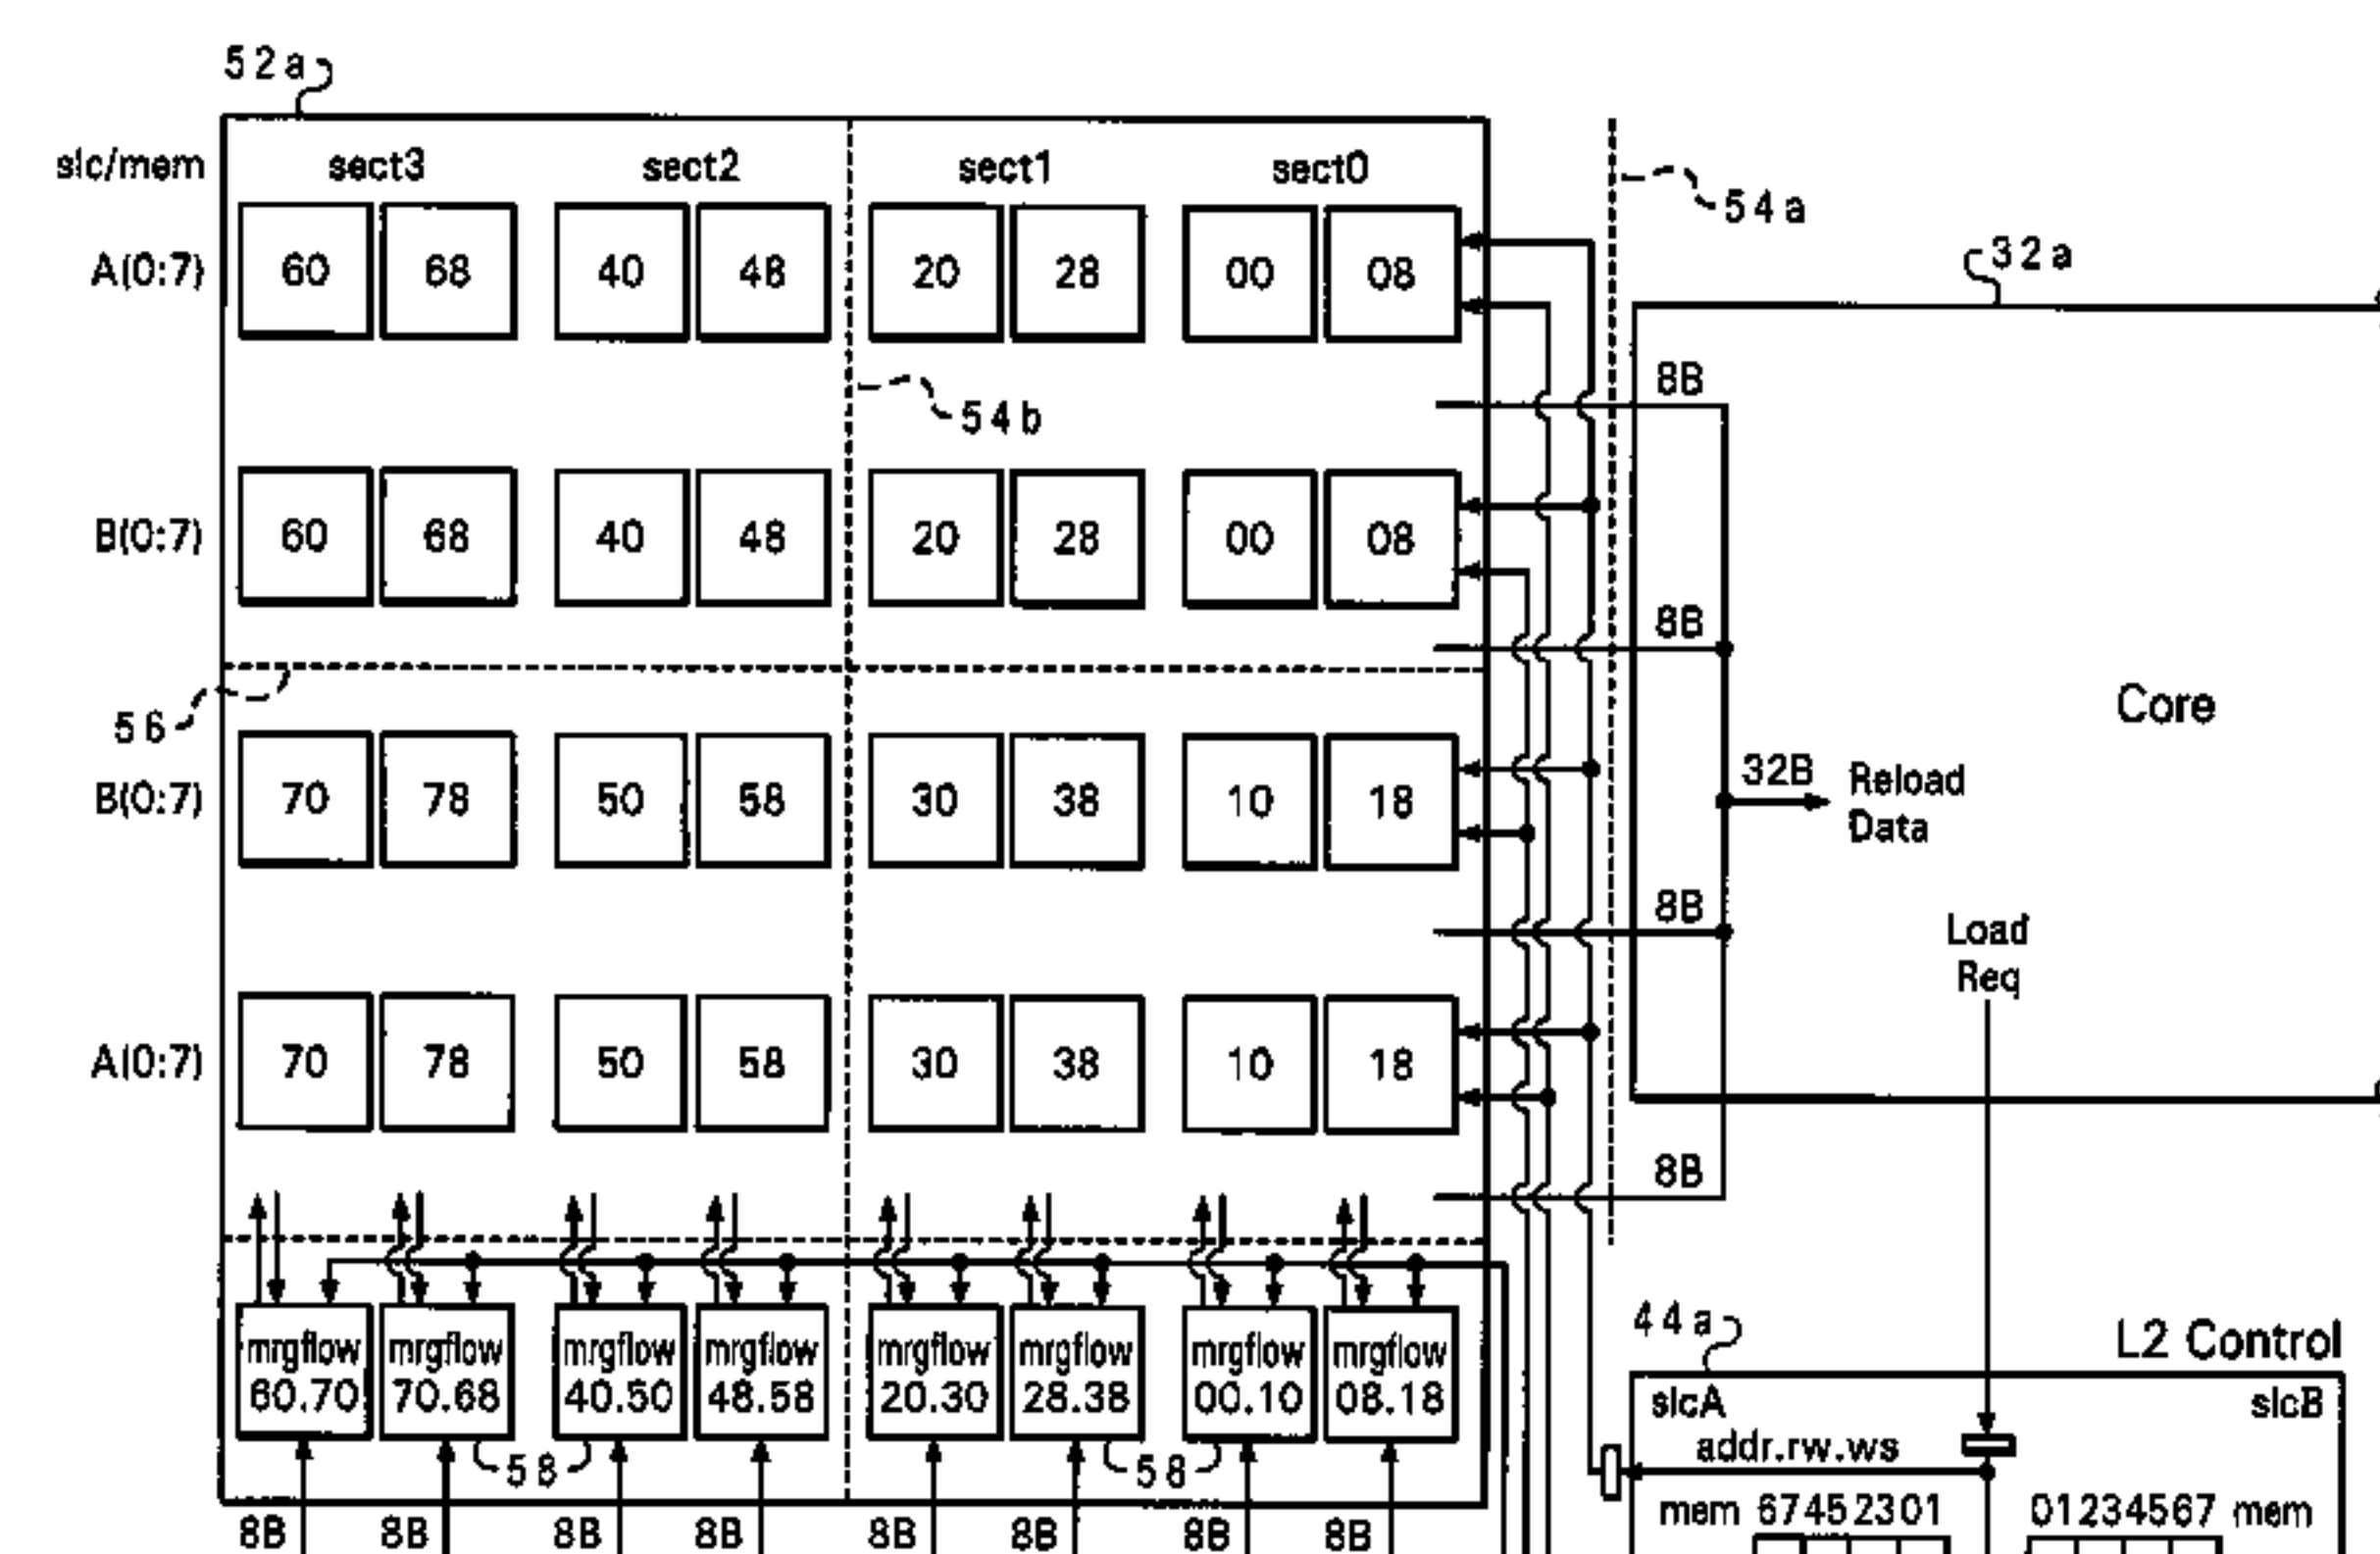 52a
slc/mem sect3 sect2 sect1 sect0
54a
A(0:7) 60 68 40 48 20 28 00 08
32a
8B
54b
B(0:7) 60 68 40 48 20 28 00 08
8B
56
Core
B(0:7) 70 78 50 58 30 38 10 18
32B Reload
Data
8B
Load
Req
A(0:7) 70 78 50 58 30 38 10 18
8B
44a L2 Control
mrgflow mrgflow mrgflow mrgflow mrgflow mrgflow mrgflow mrgflow
60.70 70.68 40.50 48.58 20.30 28.38 00.10 08.18
slcA slcB
addr.rw.ws
58 58
mem 67452301 01234567 mem
8B 8B 8B 8B 8B 8B 8B 8B